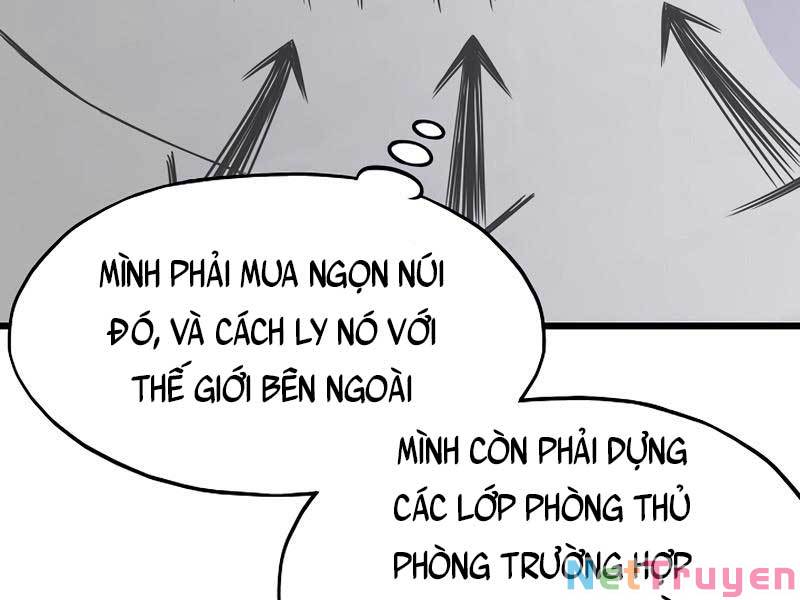 MÌNH PHẢI MUA NGỌN NÚI
ĐÓ, VÀ CÁCH LY NÓ VỚI
THẾ GIỚI BÊN NGOÀI
MÌNH CÒN PHẢI DỰNG
CÁC LỚP PHÒNG THỦ
PHÒNG TRƯỜNG HỢP
NetTruyen